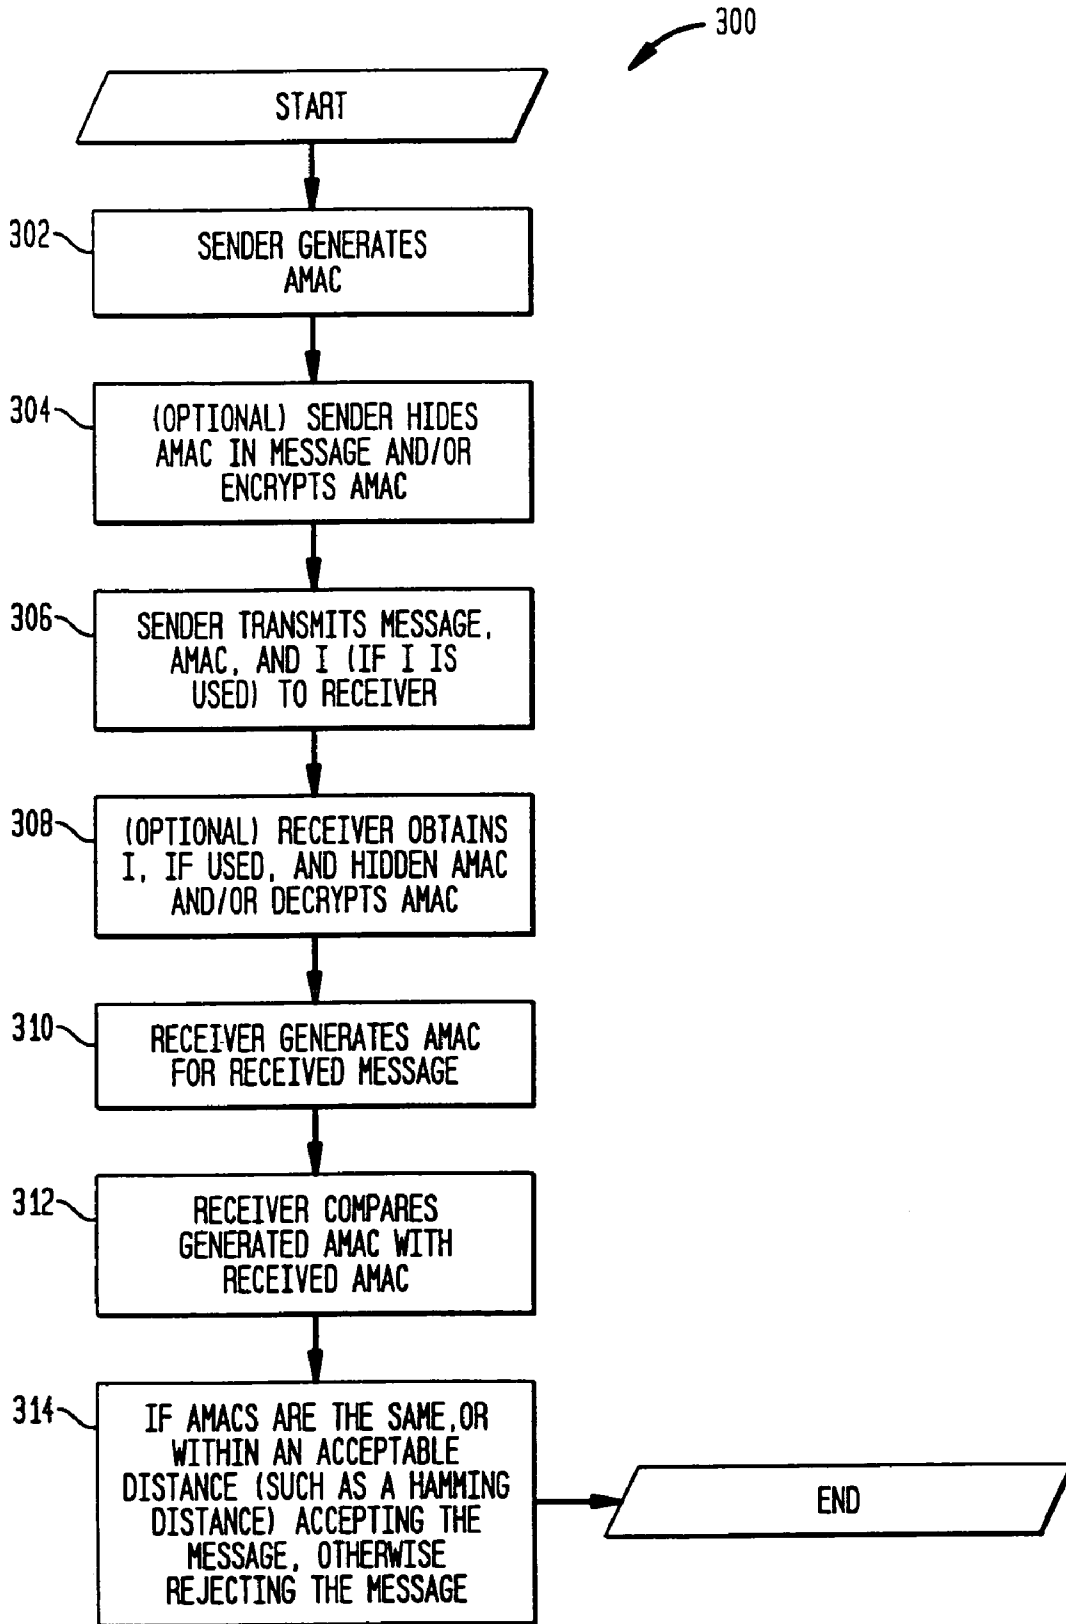 300
START
302
SENDER GENERATES
AMAC
304
(OPTIONAL) SENDER HIDES
AMAC IN MESSAGE AND/OR
ENCRYPTS AMAC
306
SENDER TRANSMITS MESSAGE,
AMAC, AND I (IF I IS
USED) TO RECEIVER
308
(OPTIONAL) RECEIVER OBTAINS
I, IF USED, AND HIDDEN AMAC
AND/OR DECRYPTS AMAC
310
RECEIVER GENERATES AMAC
FOR RECEIVED MESSAGE
312
RECEIVER COMPARES
GENERATED AMAC WITH
RECEIVED AMAC
314
IF AMACS ARE THE SAME,OR
WITHIN AN ACCEPTABLE
DISTANCE (SUCH AS A HAMMING
DISTANCE) ACCEPTING THE
MESSAGE, OTHERWISE
REJECTING THE MESSAGE
END